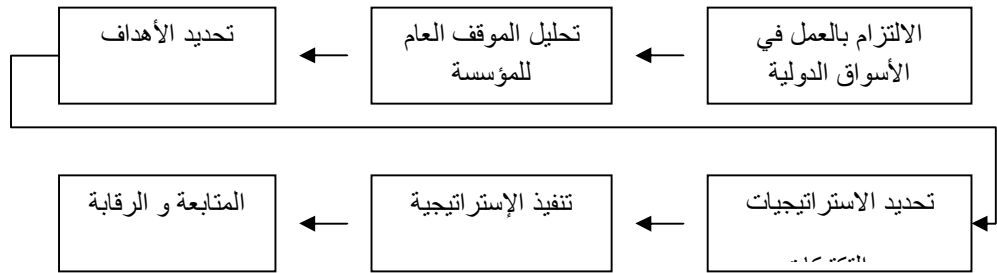 الالتزام بالعمل في
الأسواق الدولية
تحليل الموقف العام
للمؤسسة
تحديد الأهداف
تحديد الاستراتيجيات
تنفيذ الإستراتيجية
المتابعة و الرقابة